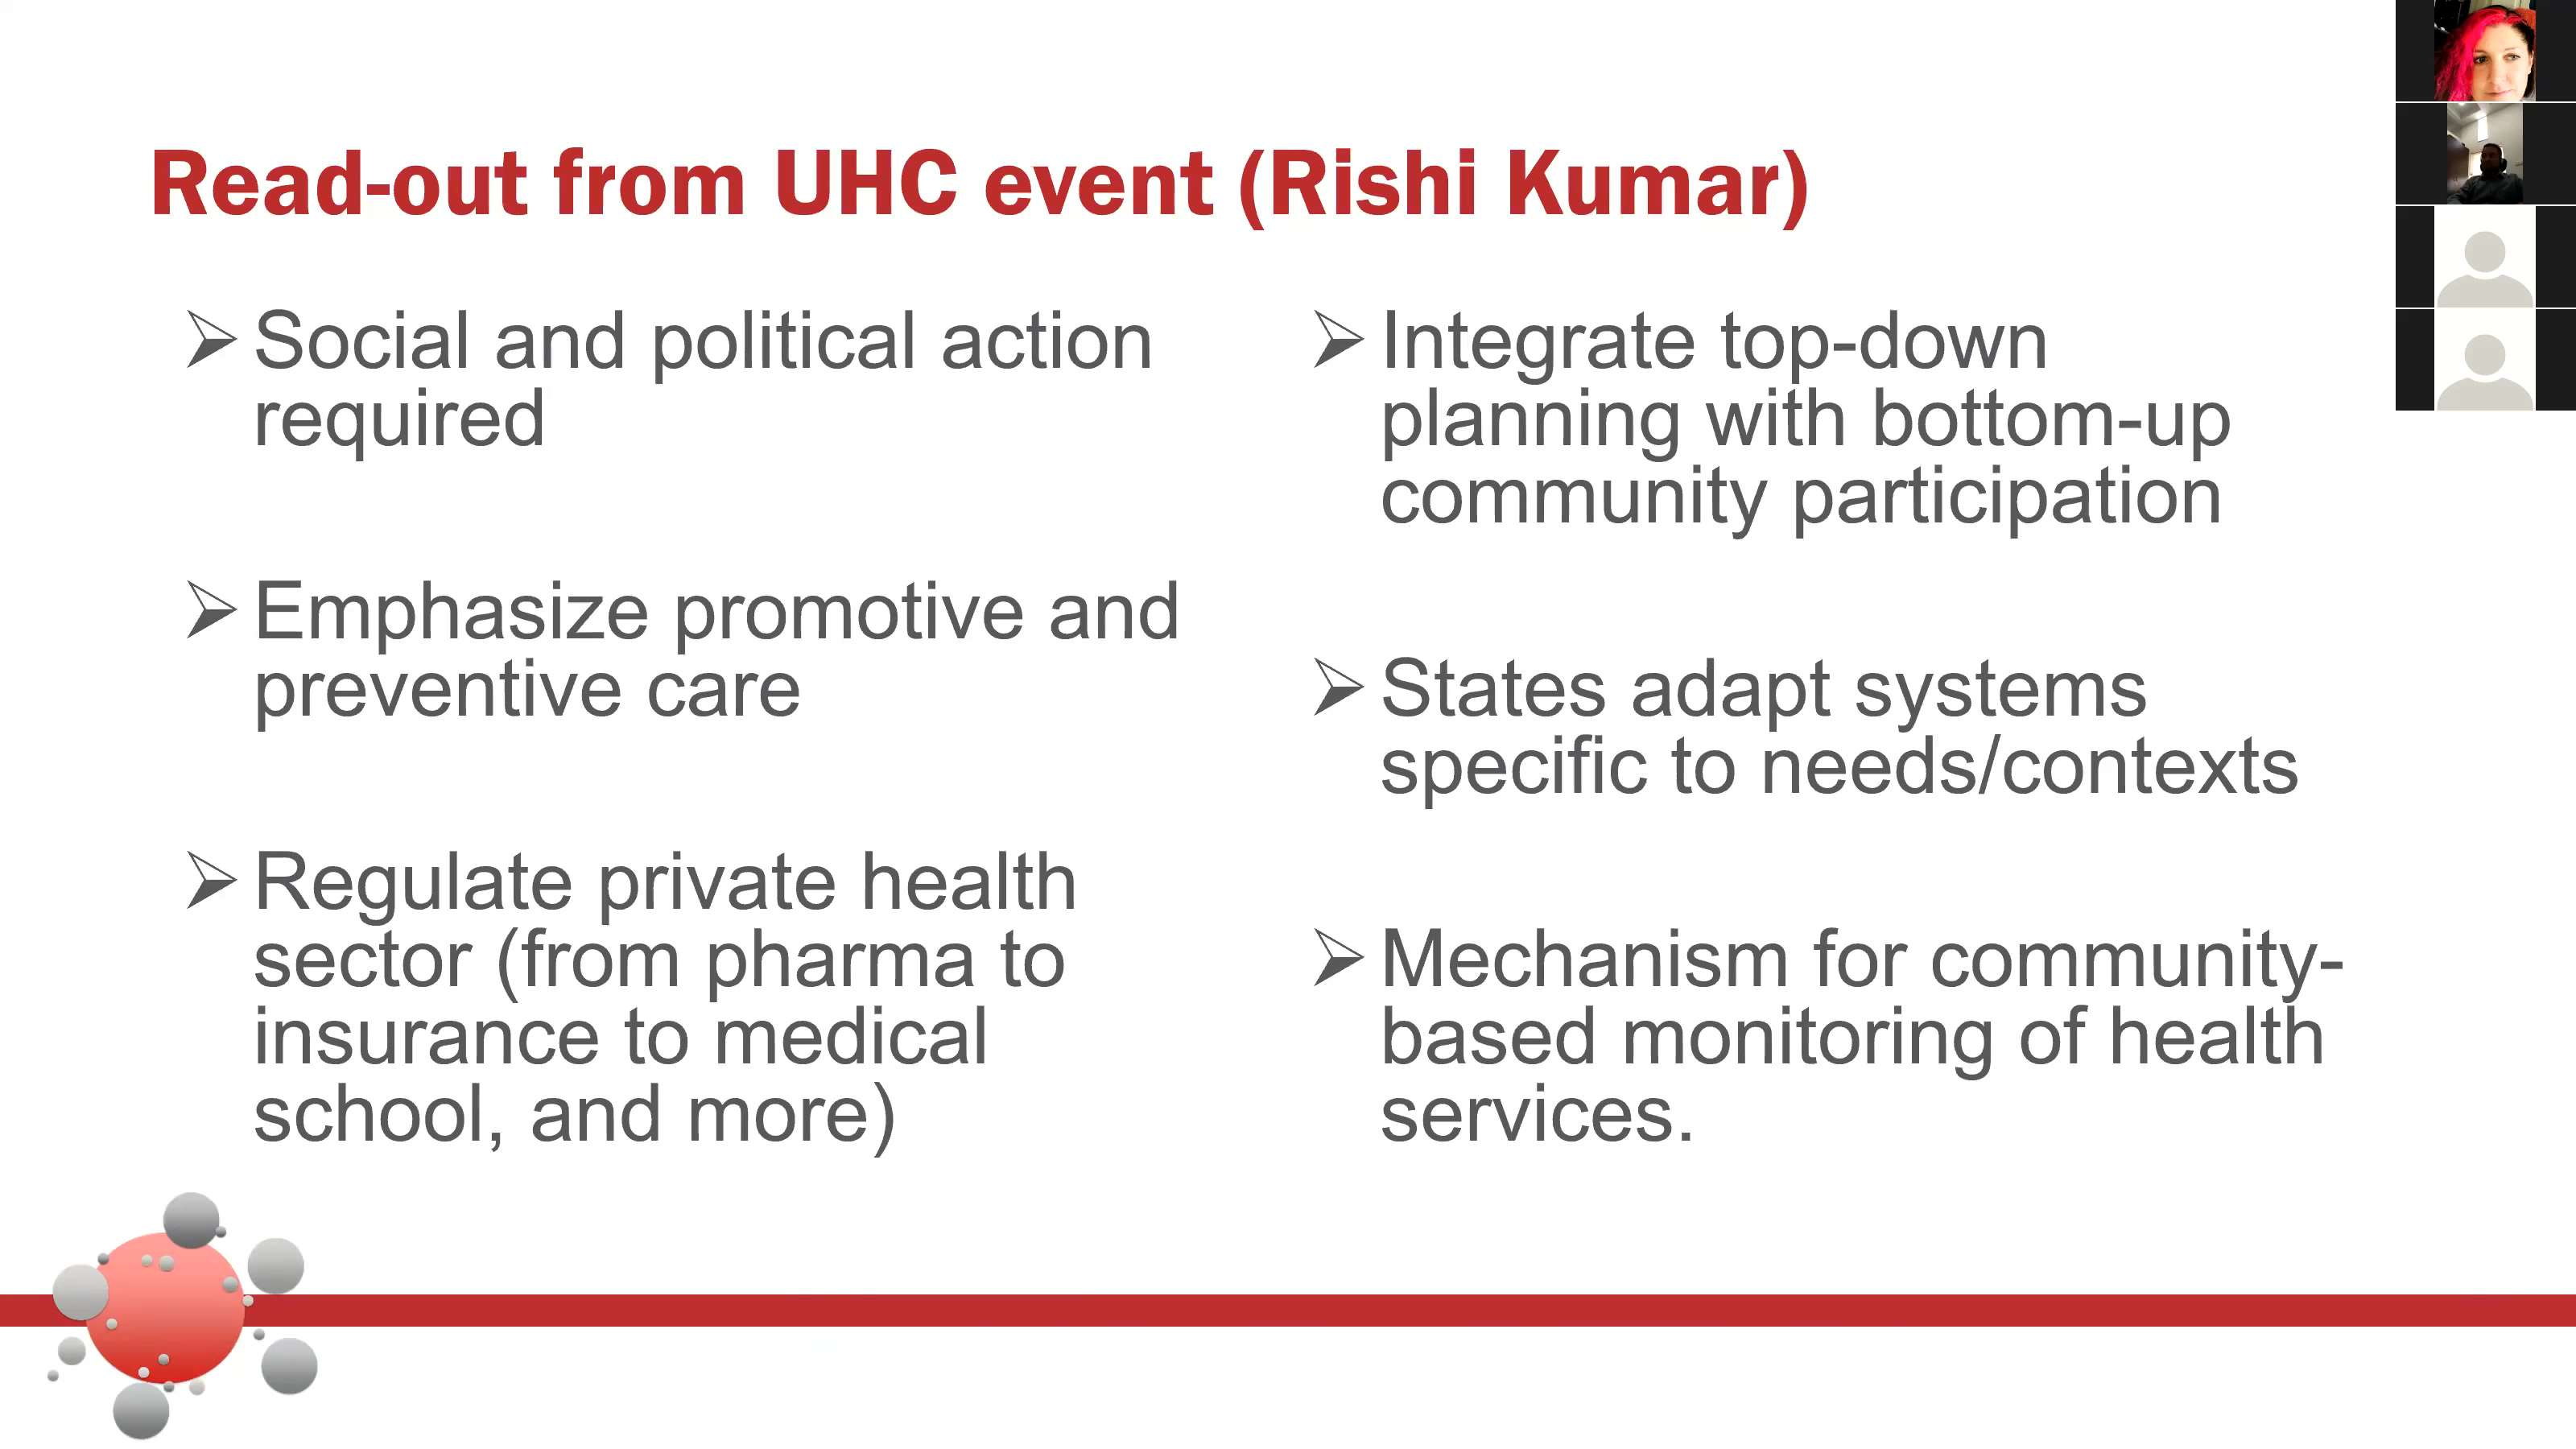 Read-out from UHC event (Rishi Kumar)
Social and political action
required
Emphasize promotive and
preventive care
Regulate private health
sector (from pharma to
insurance to medical
school, and more)
Integrate top-down
planning with bottom-up
community participation
States adapt systems
specific to needs/contexts
Mechanism for community-
based monitoring of health
services.